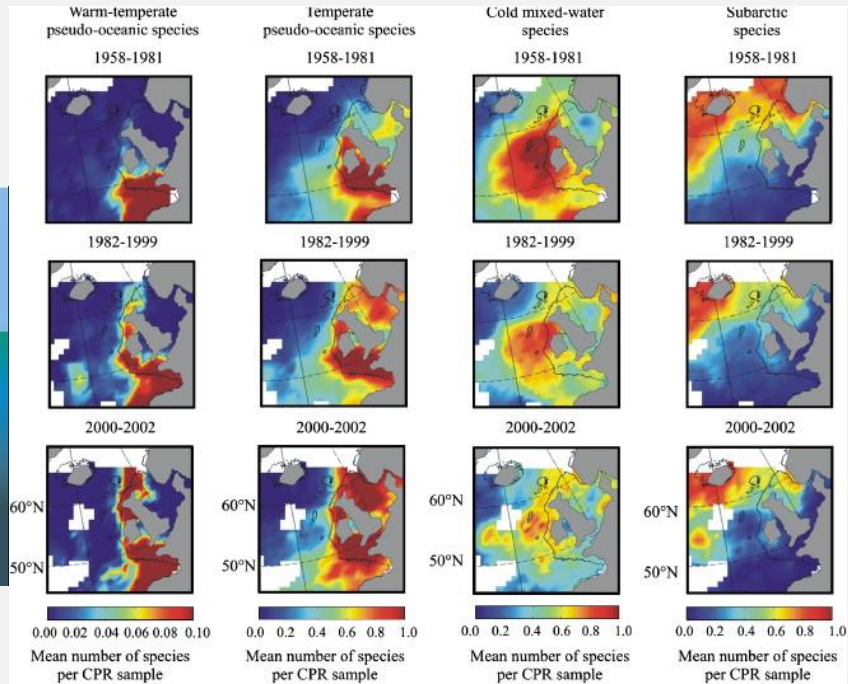 Warm-temperate
pseudo-oceanic species
Temperate
pseudo-oceanic species
Cold mixed-water
species
Subarctic
species
1958-1981
1958-1981
1958-1981
1958-1981
1982-1999
1982-1999
1982-1999
1982-1999
2000-2002
2000-2002
2000-2002
2000-2002
60°N
50°N
60°N
50°N
60°N
50°N
0.00 0.02 0.04 0.06 0.08 0.10
0.0 0.2 0.4 0.6 0.8 1.0
0.0 0.2 0.4 0.6 0.8 1.0
0.0 0.2 0.4 0.6 0.8 1.0
Mean number of species
per CPR sample
Mean number of species
per CPR sample
Mean number of species
per CPR sample
Mean number of species
per CPR sample